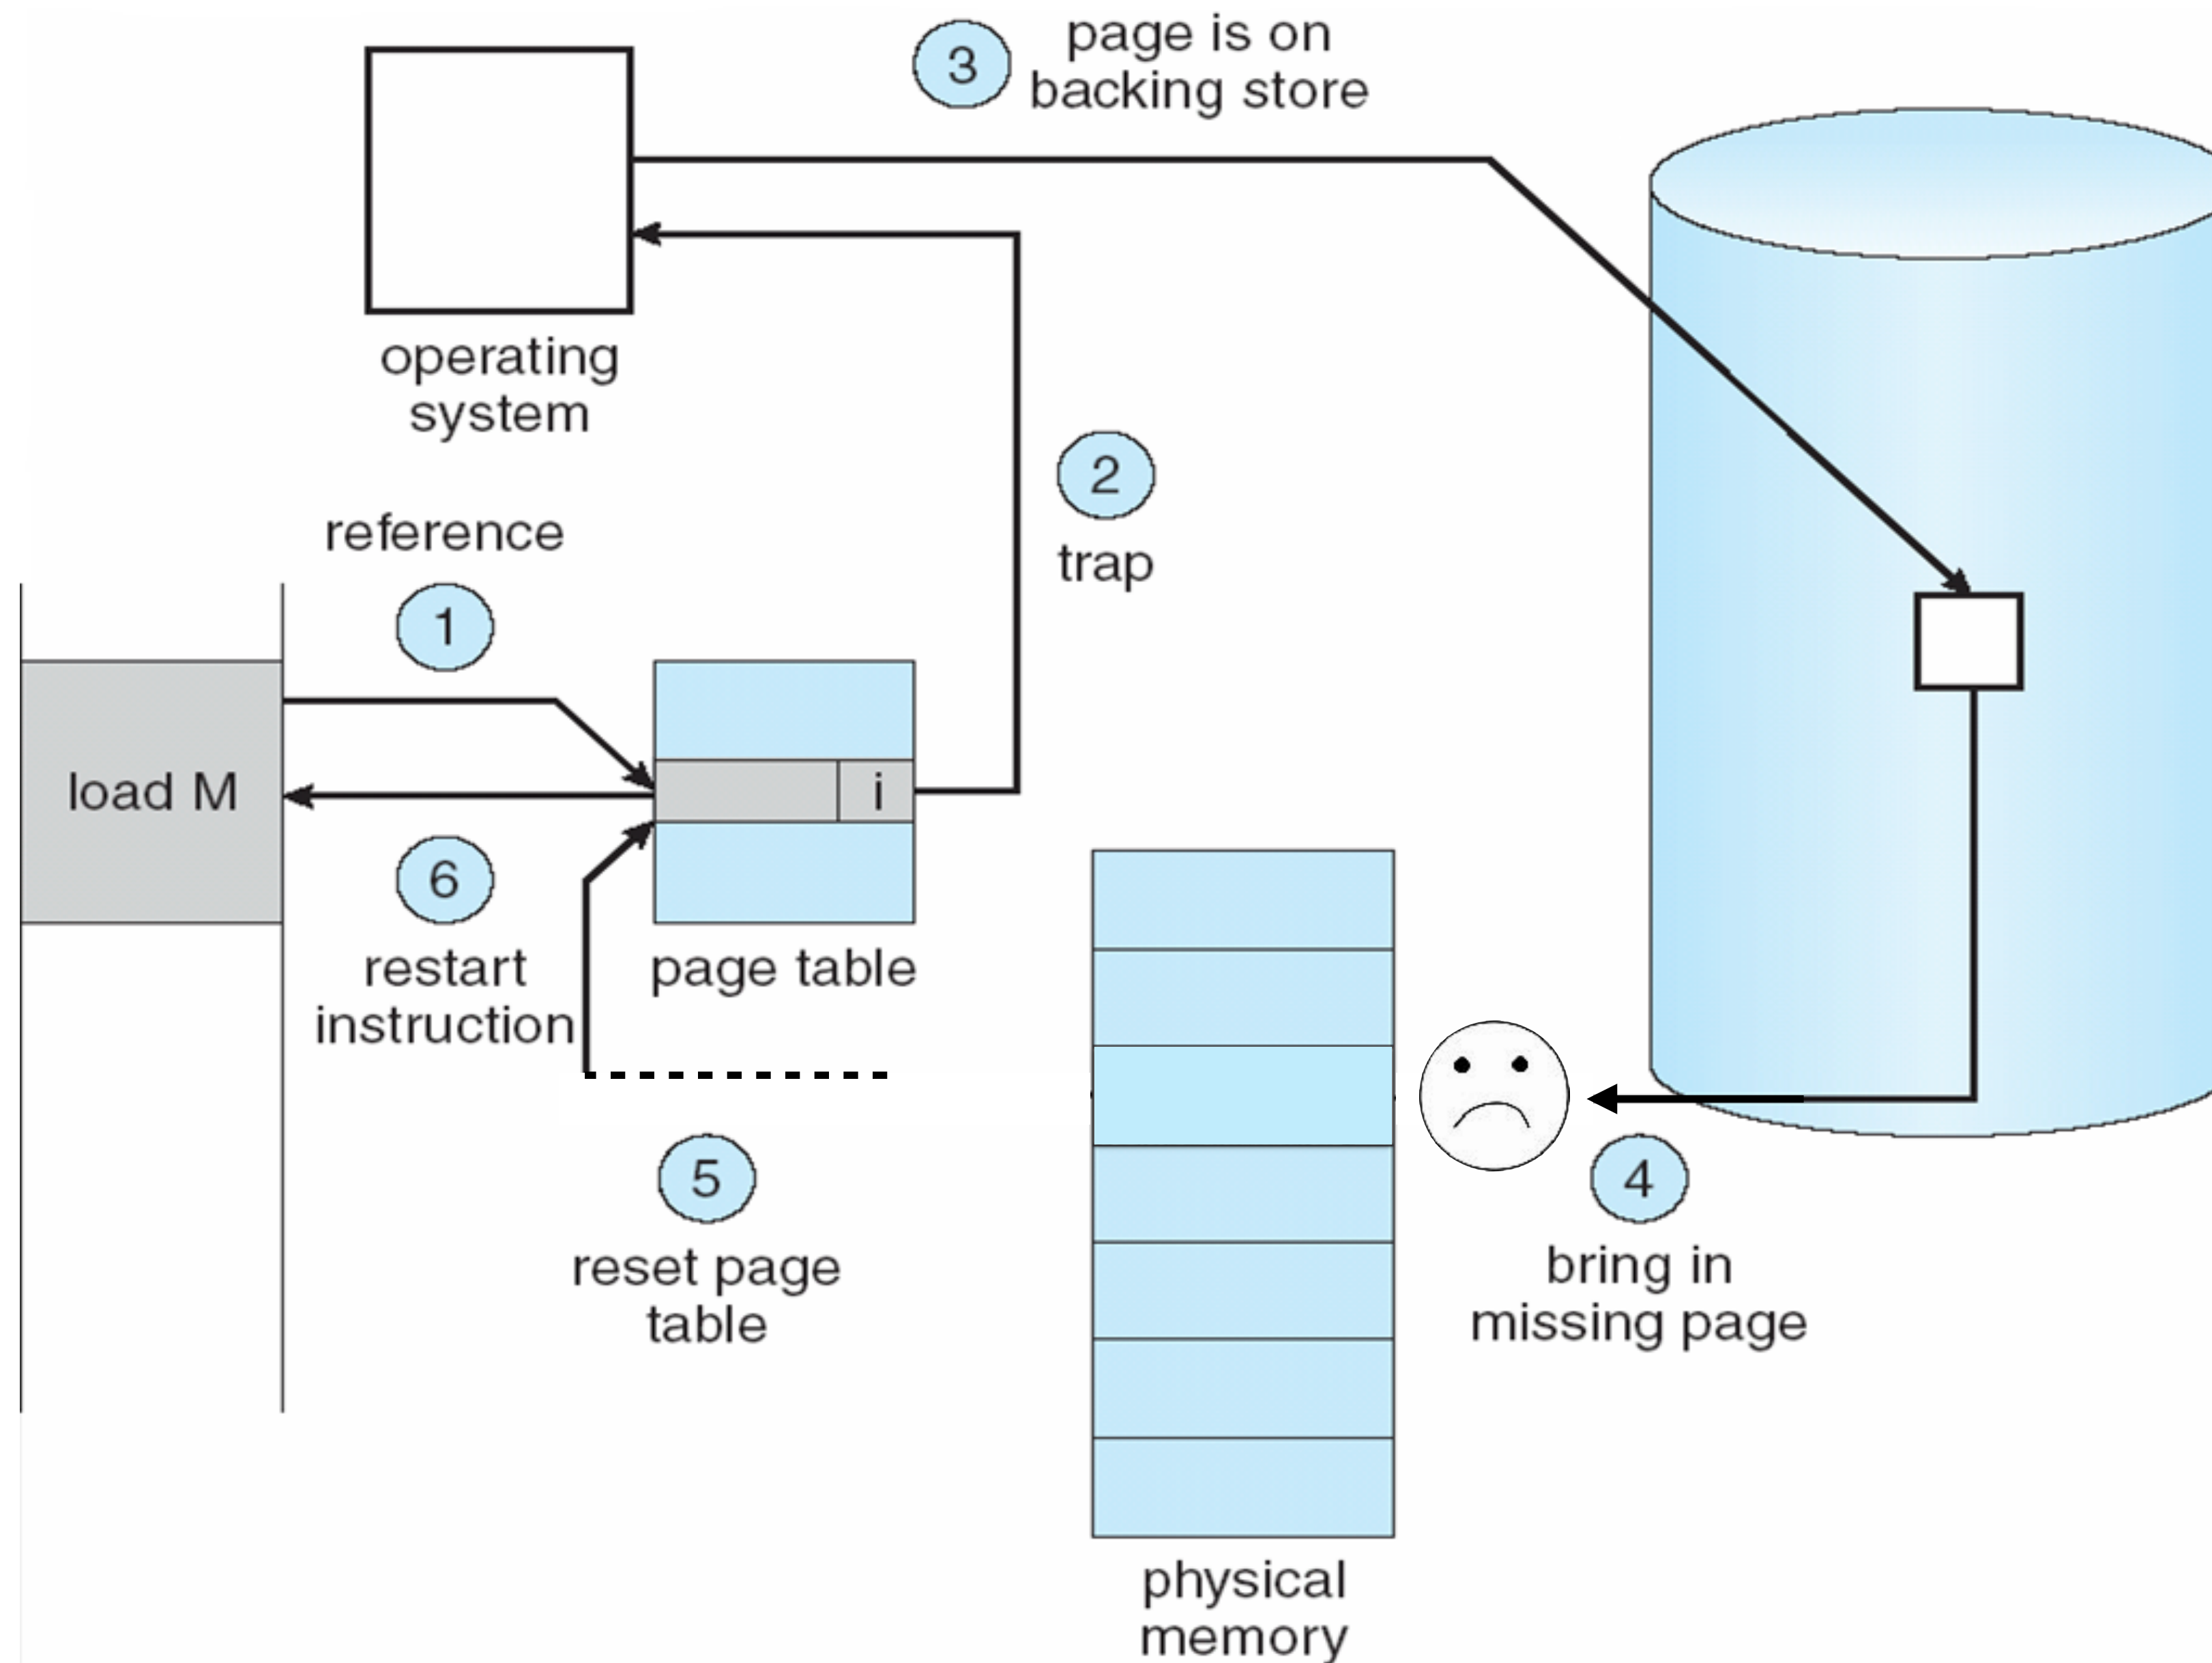 3
page is on
backing store
operating
system
2
trap
reference
1
load M
i
6
restart
instruction
page table
5
reset page
table
4
bring in
missing page
physical
memory